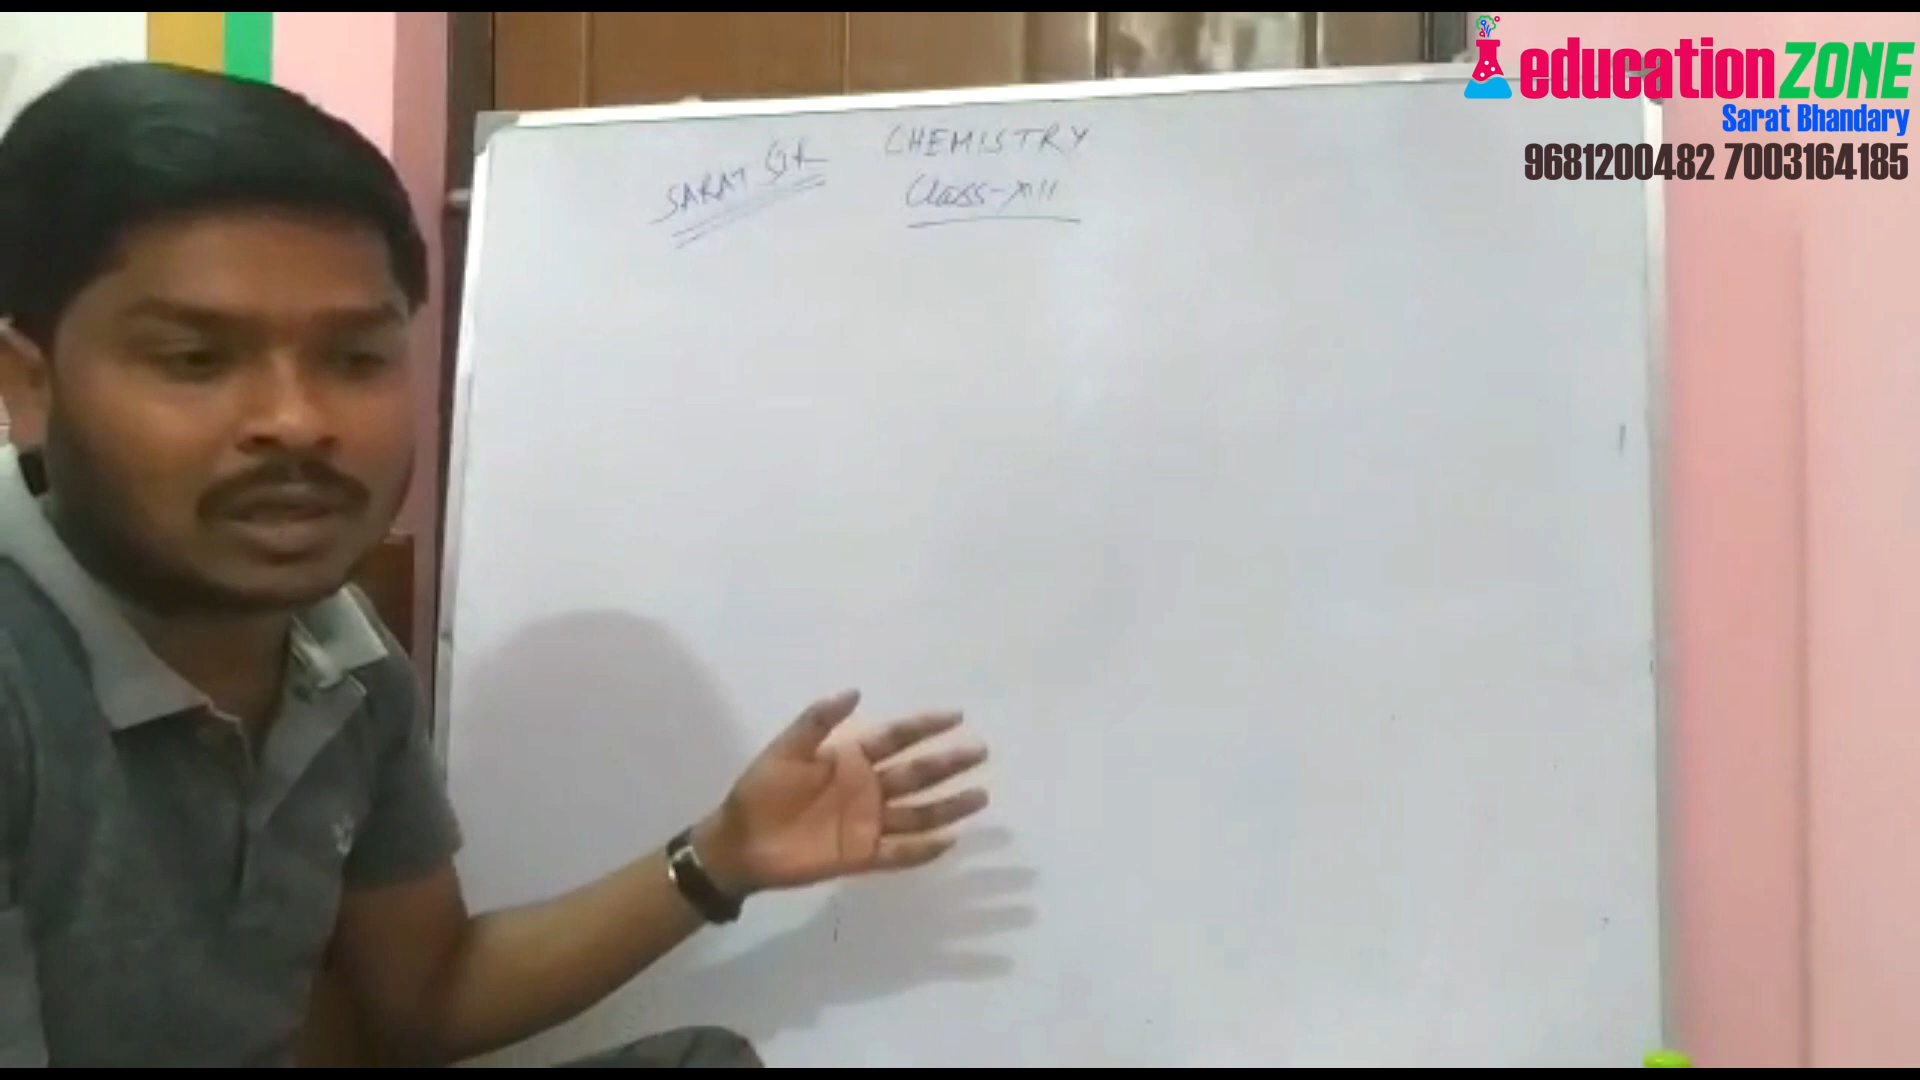 educationZONE
Sarat Bhandary
9681200482 7003164185
CHEMISTRY
SARAT SIR
Class-XII